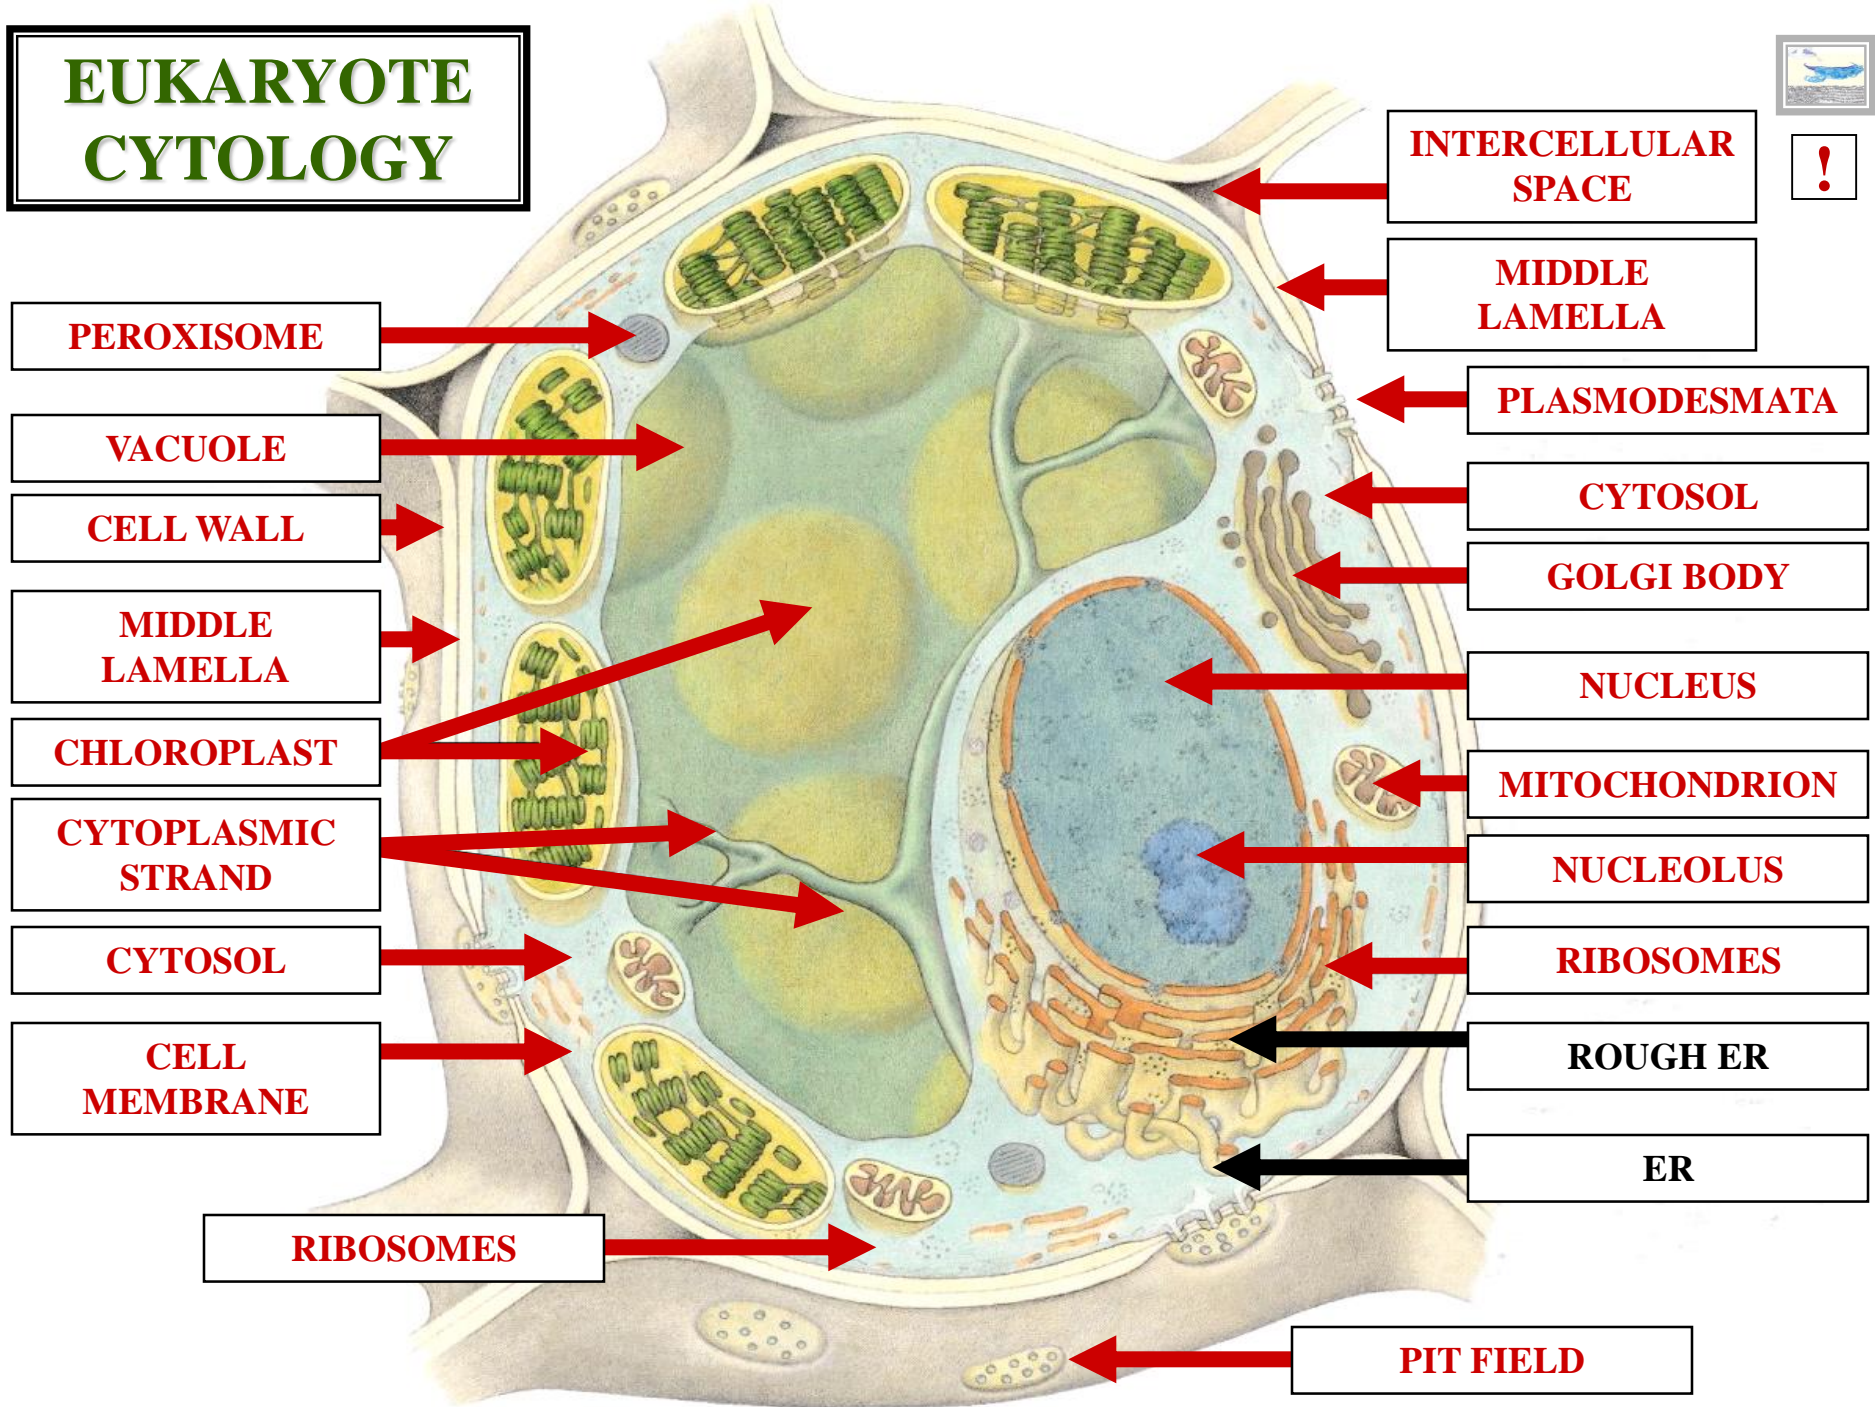 EUKARYOTE
CYTOLOGY
!
PEROXISOME
VACUOLE
CELL WALL
MIDDLE
LAMELLA
CHLOROPLAST
CYTOPLASMIC
STRAND
CYTOSOL
CELL
MEMBRANE
RIBOSOMES
INTERCELLULAR
SPACE
MIDDLE
LAMELLA
PLASMODESMATA
CYTOSOL
GOLGI BODY
NUCLEUS
MITOCHONDRION
NUCLEOLUS
RIBOSOMES
ROUGH ER
ER
PIT FIELD